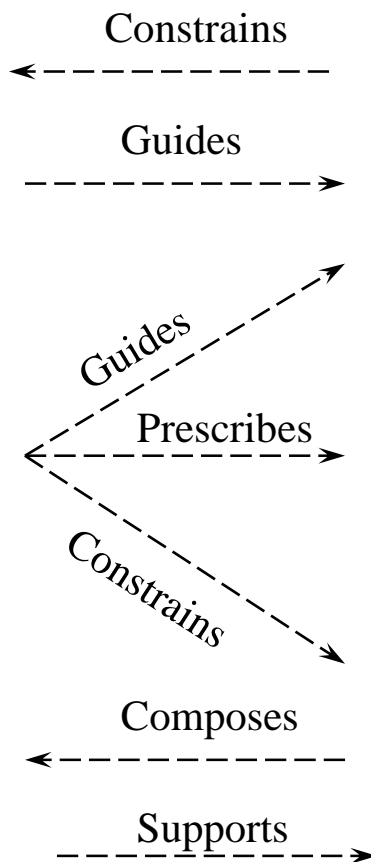 Constrains
Guides
Guides
Prescribes
Constrains
Composes
Supports